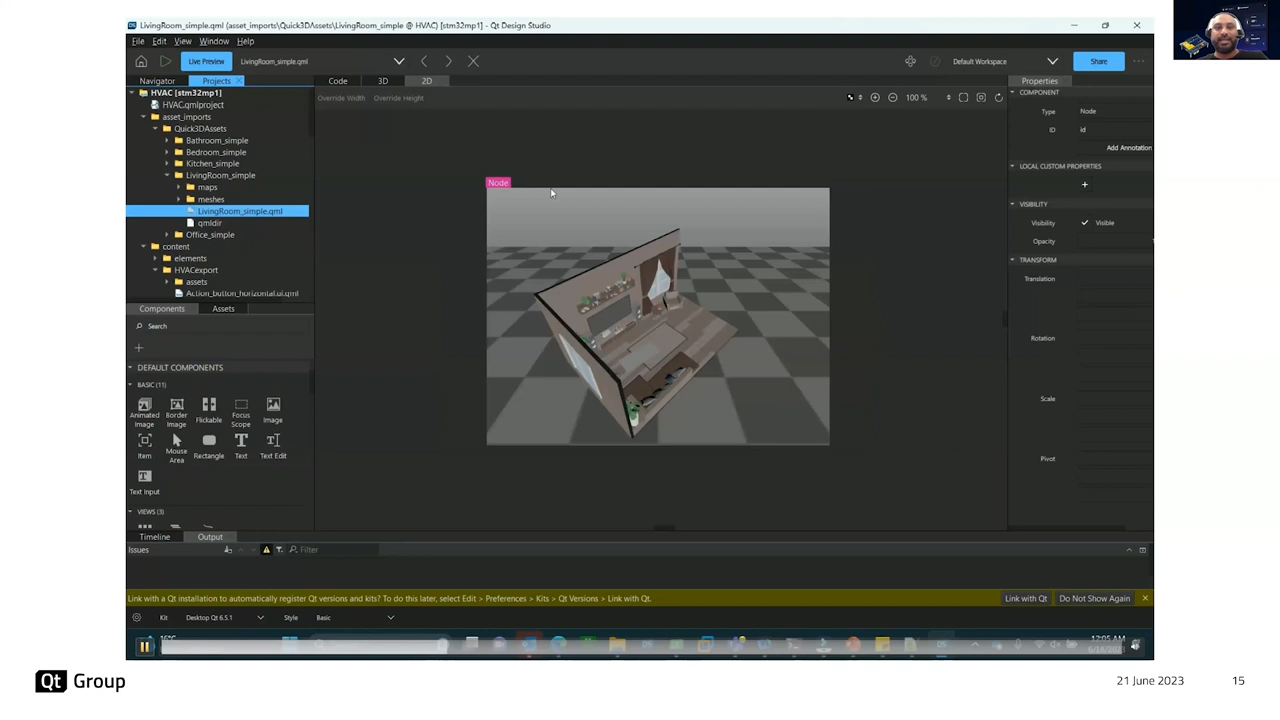 LivingRoom_simple.qml (asset_imports\Quick3DAssets\LivingRoom_simple @ HVAC) [stm32mp1] - Qt Design Studio
File Edit View Window Help
Live Preview LivingRoom_simple.qml Default Workspace Share
Navigator Projects Code 3D 2D Properties
HVAC [stm32mp1]
HVAC.qmlproject
asset_imports
Quick3DAssets
Bathroom_simple
Bedroom_simple
Kitchen_simple
LivingRoom_simple
maps
meshes
LivingRoom_simple.qml
qmldir
Office_simple
content
elements
HVACexport
assets
Action_button_horizontal.ui.qml
Components Assets
Search
DEFAULT COMPONENTS
BASIC (11)
Animated Image
Border Image
Flickable
Focus Scope
Image
Item
Mouse Area
Rectangle
Text
Text Edit
Text Input
VIEWS (3)
Override Width Override Height 100 %
Node
COMPONENT
Type Node
ID id
Add Annotation
LOCAL CUSTOM PROPERTIES
VISIBILITY
Visibility Visible
Opacity
TRANSFORM
Translation
Rotation
Scale
Pivot
Timeline Output
Issues Filter
Link with a Qt installation to automatically register Qt versions and kits? To do this later, select Edit > Preferences > Kits > Qt Versions > Link with Qt. Link with Qt Do Not Show Again
Kit Desktop Qt 6.5.1 Style Basic
12:05 AM
Qt Group
21 June 2023 15